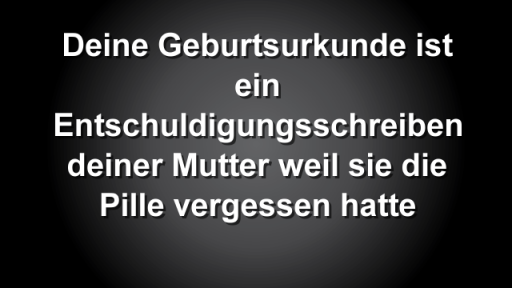 Deine Geburtsurkunde ist
ein
Entschuldigungsschreiben
deiner Mutter weil sie die
Pille vergessen hatte